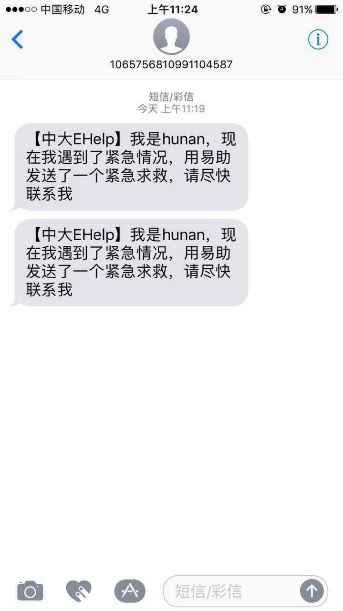 中国移动 4G 上午11:24 91%
1065756810991104587
短信/彩信
今天 上午11:19
【中大EHelp】我是hunan，现
在我遇到了紧急情况，用易助
发送了一个紧急求救，请尽快
联系我
【中大EHelp】我是hunan，现
在我遇到了紧急情况，用易助
发送了一个紧急求救，请尽快
联系我
短信/彩信